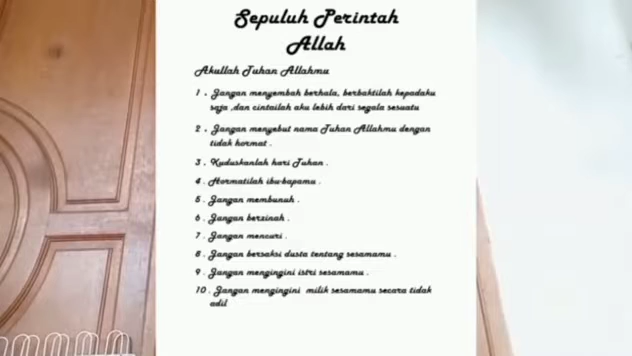 Sepuluh Perintah
Allah
Akullah Tuhan Allahmu
1 . Jangan menyembah berhala, berbaktilah kepadaku
saja ,dan cintailah aku lebih dari segala sesuatu
2 . Jangan menyebut nama Tuhan Allahmu dengan
tidak hormat .
3 . Kuduskanlah hari Tuhan .
4 . Hormatilah ibu-bapamu .
5 . Jangan membunuh .
6 . Jangan berzinah .
7 . Jangan mencuri .
8 . Jangan bersaksi dusta tentang sesamamu .
9 . Jangan mengingini istri sesamamu .
10 . Jangan mengingini milik sesamamu secara tidak
adil